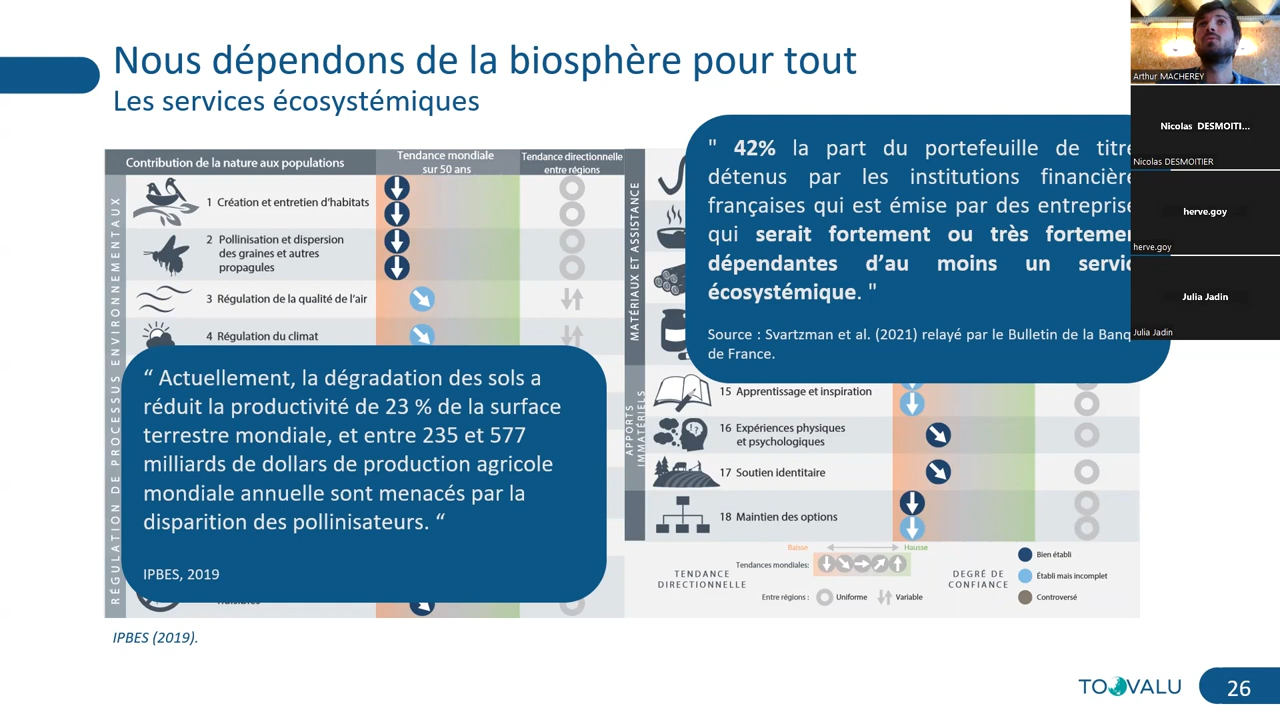 Nous dépendons de la biosphère pour tout
Les services écosystémiques
Contribution de la nature aux populations
Tendance mondiale
sur 50 ans
Tendance directionnelle
entre régions
RÉGULATION DE PROCESSUS ENVIRONNEMENTAUX
1 Création et entretien d'habitats
2 Pollinisation et dispersion
des graines et autres
propagules
3 Régulation de la qualité de l'air
4 Régulation du climat
“ Actuellement, la dégradation des sols a
réduit la productivité de 23 % de la surface
terrestre mondiale, et entre 235 et 577
milliards de dollars de production agricole
mondiale annuelle sont menacés par la
disparition des pollinisateurs. “
IPBES, 2019
IPBES (2019).
MATÉRIAUX ET ASSISTANCE
" 42% la part du portefeuille de
détenus par les institutions
françaises qui est émise par des
qui serait fortement ou très
dépendantes d’au moins un
écosystémique. "
Source : Svartzman et al. (2021) relayé par le Bulletin de la
de France.
APPORTS
IMMATÉRIELS
15 Apprentissage et inspiration
16 Expériences physiques
et psychologiques
17 Soutien identitaire
18 Maintien des options
Baisse
Hausse
TENDANCE
DIRECTIONNELLE
Tendances mondiales:
Entre régions :
Uniforme
Variable
DEGRÉ DE
CONFIANCE
Bien établi
Établi mais incomplet
Controversé
TOOVALU
26
Arthur MACHEREY
Nicolas DESMOITI...
Nicolas DESMOITIER
herve.goy
herve.goy
Julia Jadin
Julia Jadin